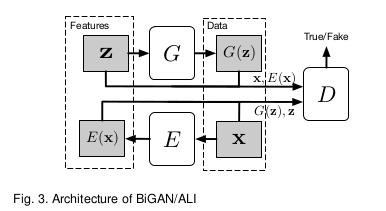 Features
Data
True/Fake
z
G
G(z)
x, E(x)
D
G(z), z
E(x)
E
x
Fig. 3. Architecture of BiGAN/ALI